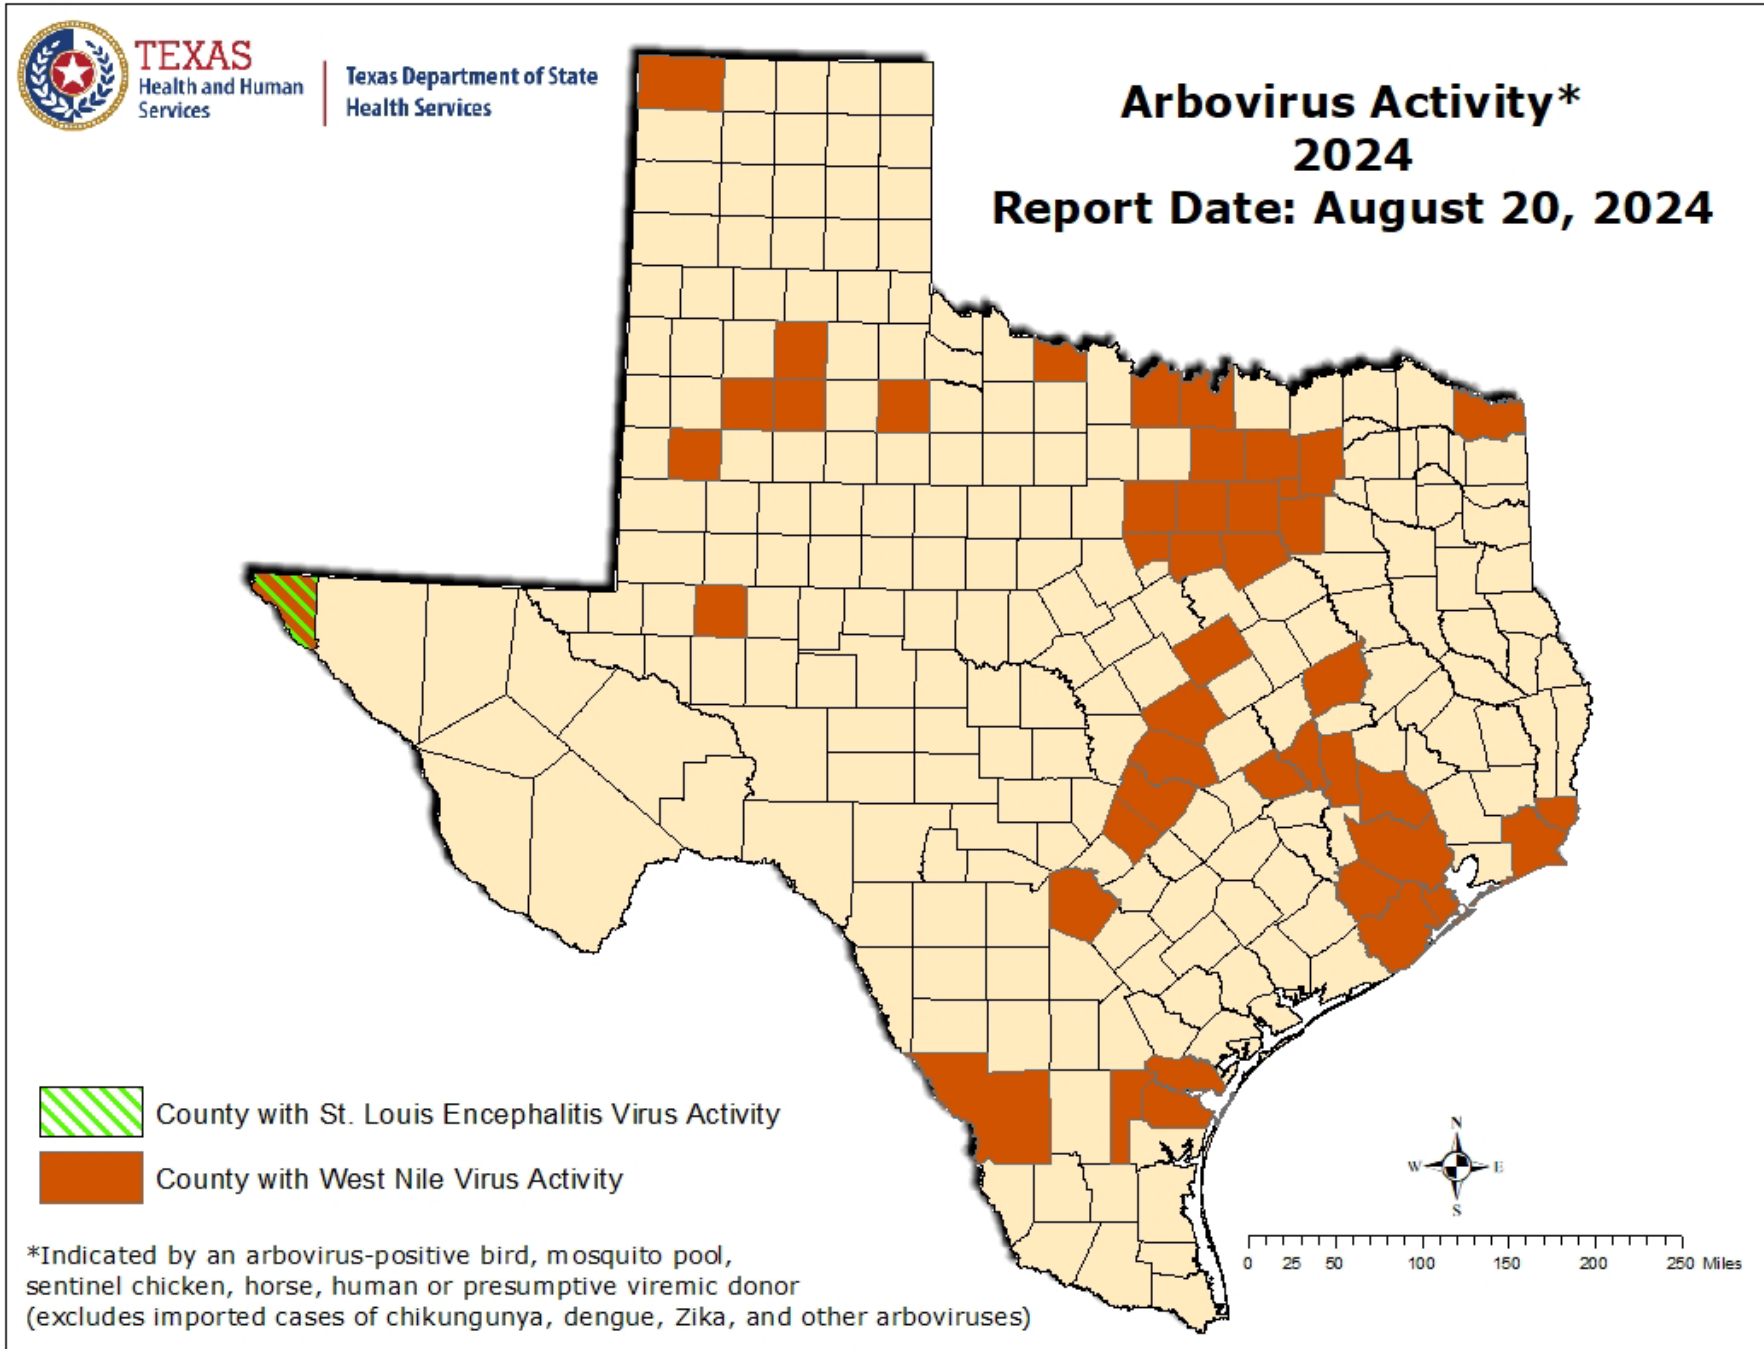 TEXAS
Health and Human
Services
Texas Department of State
Health Services
Arbovirus Activity*
2024
Report Date: August 20, 2024
County with St. Louis Encephalitis Virus Activity
County with West Nile Virus Activity
*Indicated by an arbovirus-positive bird, mosquito pool,
sentinel chicken, horse, human or presumptive viremic donor
(excludes imported cases of chikungunya, dengue, Zika, and other arboviruses)
N
W E
S
0 25 50 100 150 200 250 Miles